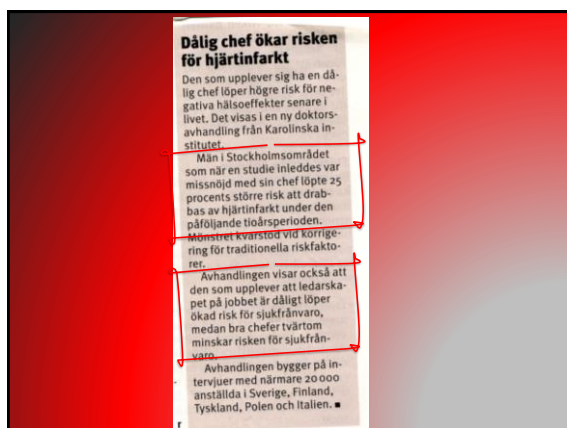 Dålig chef ökar risken
för hjärtinfarkt
Den som upplever sig ha en då-
lig chef löper högre risk för ne-
gativa hälsoeffekter senare i
livet. Det visas i en ny doktors-
avhandling från Karolinska in-
stitutet.
Män i Stockholmsområdet
som när en studie inleddes var
missnöjd med sin chef löpte 25
procents större risk att drab-
bas av hjärtinfarkt under den
påföljande tioårsperioden.
Mönstret kvarstod vid korrige-
ring för traditionella riskfakto-
rer.
Avhandlingen visar också att
den som upplever att ledarska-
pet på jobbet är dåligt löper
ökad risk för sjukfrånvaro,
medan bra chefer tvärtom
minskar risken för sjukfrån-
varo.
Avhandlingen bygger på in-
tervjuer med närmare 20 000
anställda i Sverige, Finland,
Tyskland, Polen och Italien. ■
r